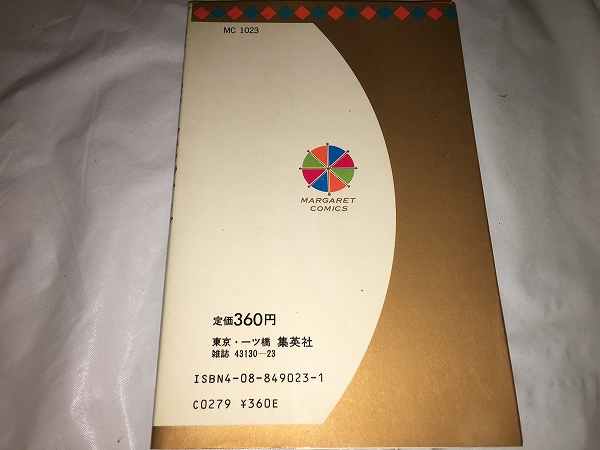 MC 1023
MARGARET
COMICS
定価360円
東京・一ツ橋 集英社
雑誌 43130—23
ISBN4-08-849023-1
C0279 ¥360E